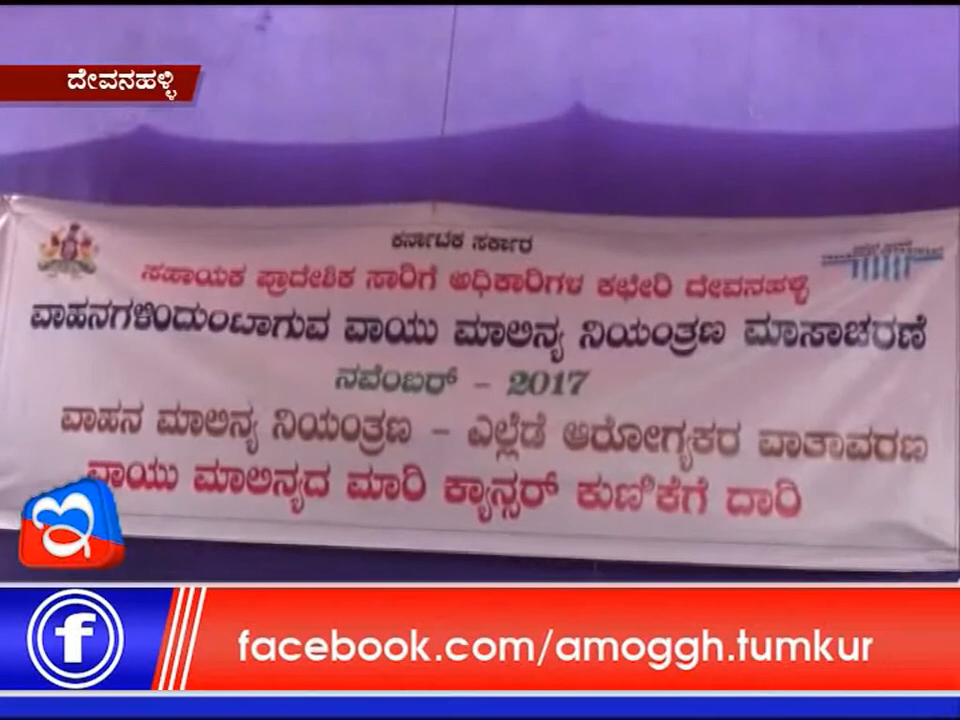 ದೇವನಹಳ್ಳಿ
ಕರ್ನಾಟಕ ಸರ್ಕಾರ
ಸಹಾಯಕ ಪ್ರಾದೇಶಿಕ ಸಾರಿಗೆ ಅಧಿಕಾರಿಗಳ ಕಛೇರಿ ದೇವನಹಳ್ಳಿ
ವಾಹನಗಳಿಂದುಂಟಾಗುವ ವಾಯು ಮಾಲಿನ್ಯ ನಿಯಂತ್ರಣ ಮಾಸಾಚರಣೆ
ನವೆಂಬರ್ - 2017
ವಾಹನ ಮಾಲಿನ್ಯ ನಿಯಂತ್ರಣ - ಎಲ್ಲೆಡೆ ಆರೋಗ್ಯಕರ ವಾತಾವರಣ
ವಾಯು ಮಾಲಿನ್ಯದ ಮಾರಿ ಕ್ಯಾನ್ಸರ್ ಕುಣಿಕೆಗೆ ದಾರಿ
ಇ
f facebook.com/amoggh.tumkur